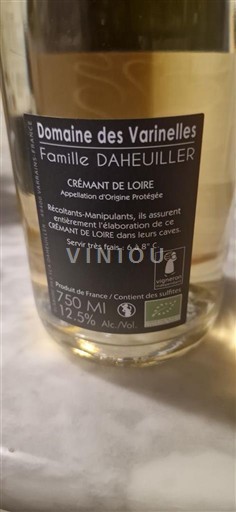 Domaine des Varinelles
Famille DAHEUILLER
CRÉMANT DE LOIRE
Appellation d'Origine Protégée
Récoltants-Manipulants, ils assurent
entièrement l'élaboration de ce
CRÉMANT DE LOIRE dans leurs caves.
Servir très frais : 6 à 8° C.
VINIOU
vigneron
Produit de France / Contient des sulfites
750 Ml
12.5% Alc./Vol.